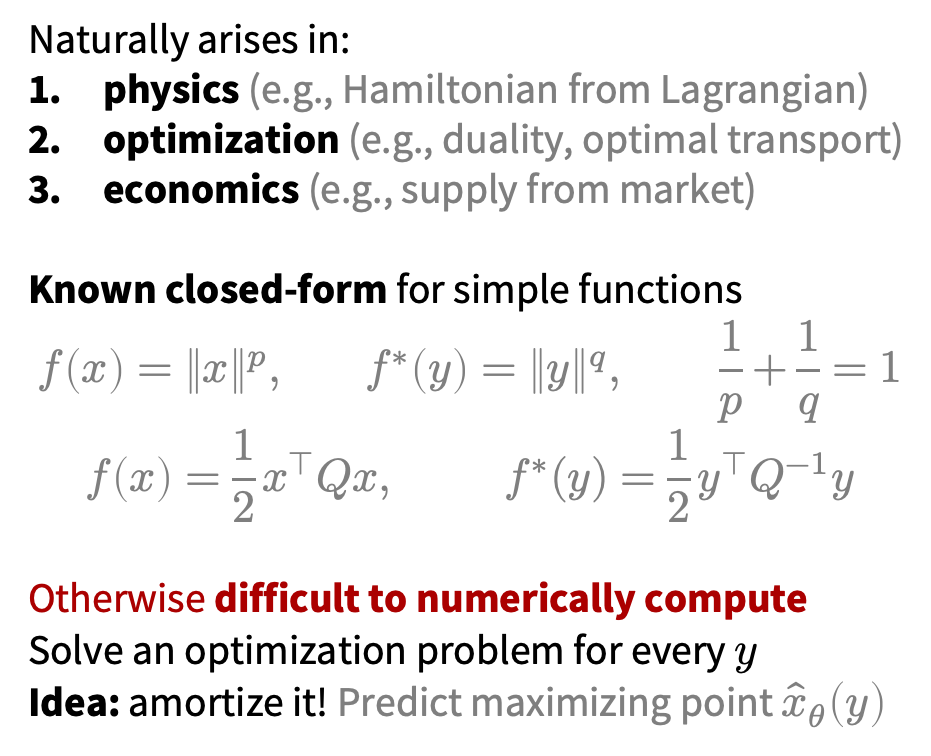 Naturally arises in:
1. physics (e.g., Hamiltonian from Lagrangian)
2. optimization (e.g., duality, optimal transport)
3. economics (e.g., supply from market)
Known closed-form for simple functions
f(x) = ‖x‖^p, f*(y) = ‖y‖^q, 1/p + 1/q = 1
f(x) = 1/2 x^⊤Qx, f*(y) = 1/2 y^⊤Q^{-1}y
Otherwise difficult to numerically compute
Solve an optimization problem for every y
Idea: amortize it! Predict maximizing point x̂_θ(y)